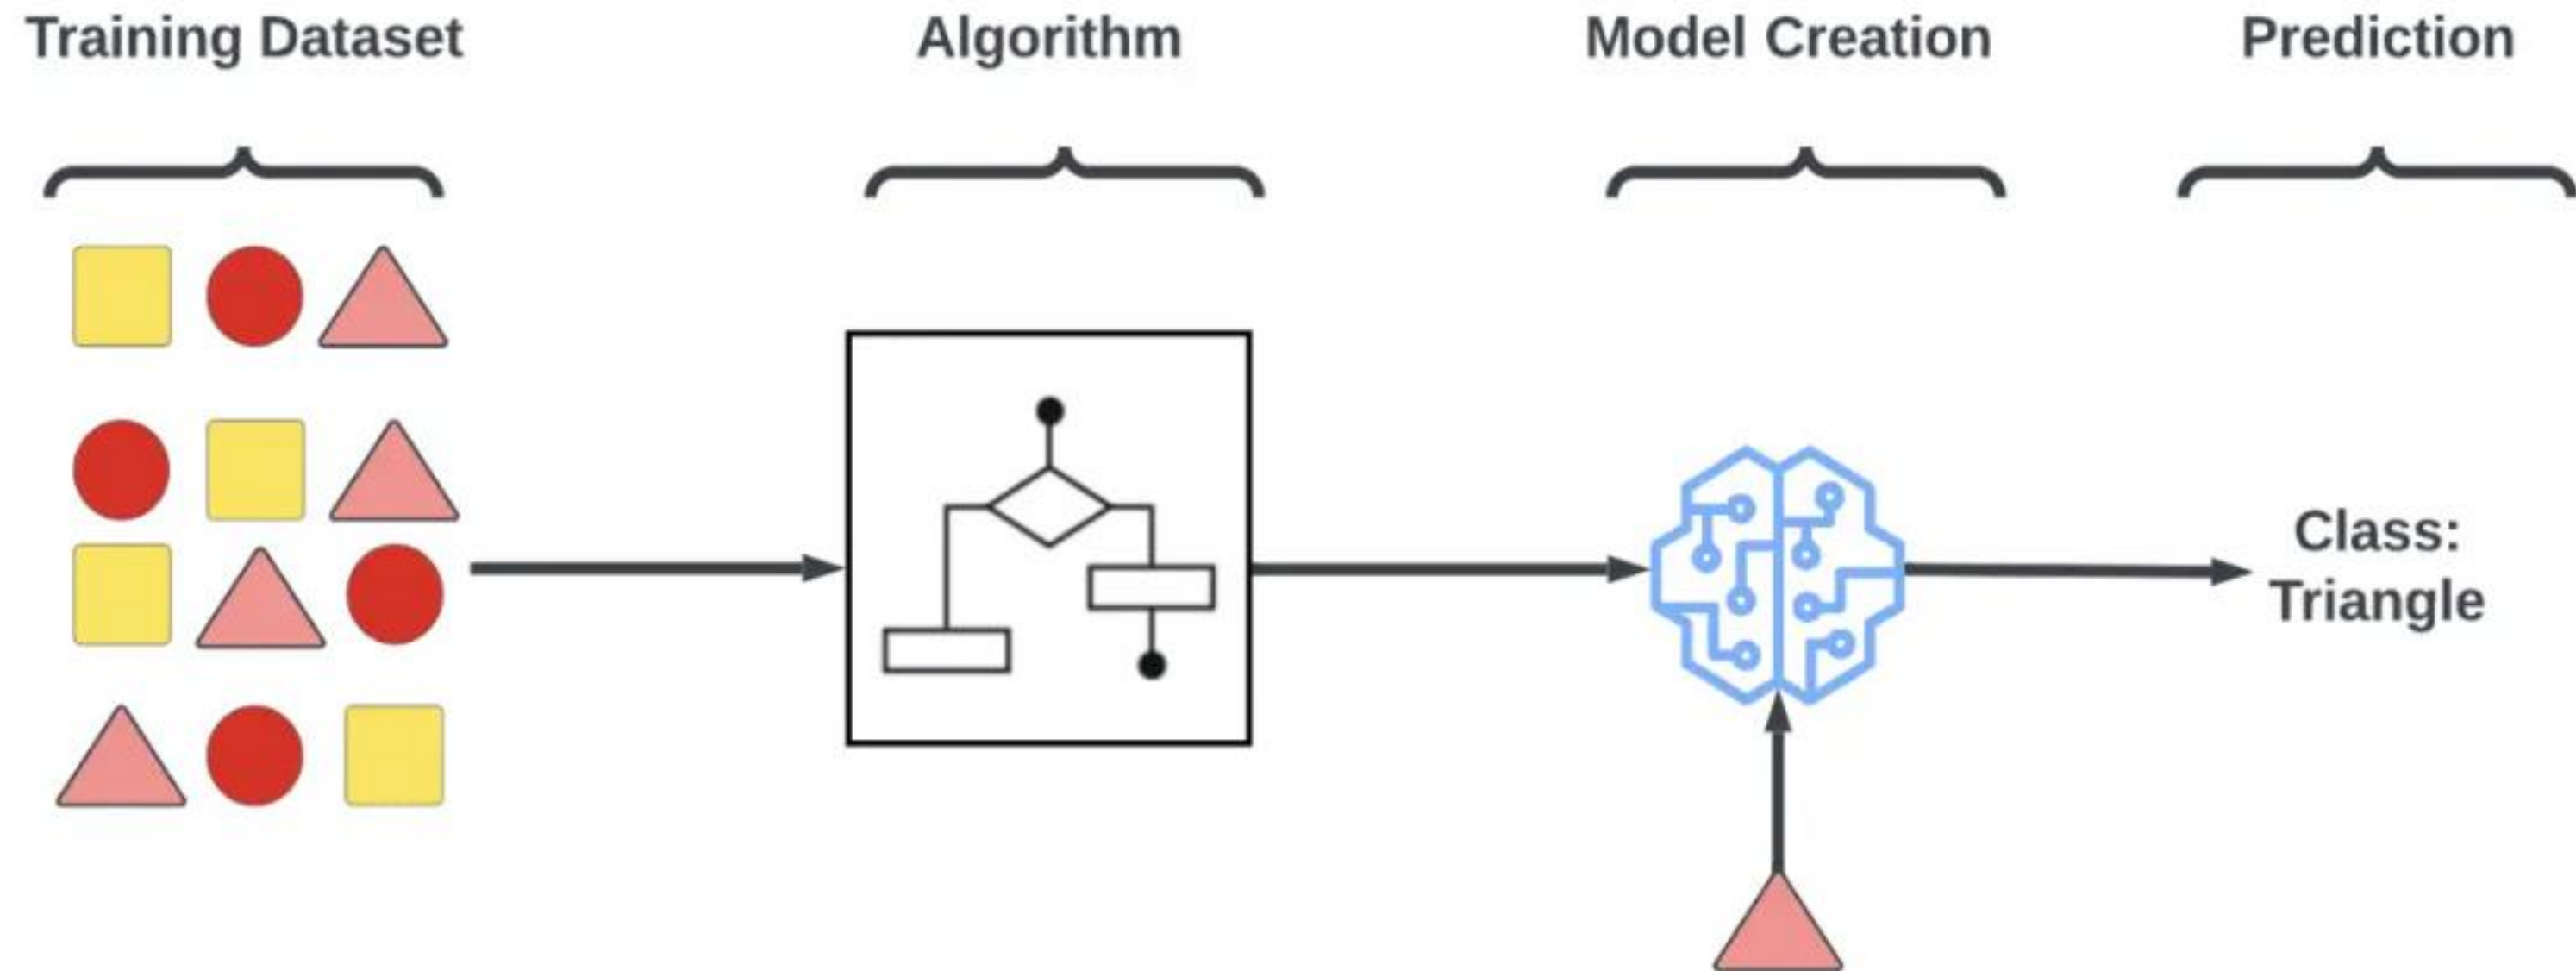 Training Dataset
Algorithm
Model Creation
Prediction
Class:
Triangle